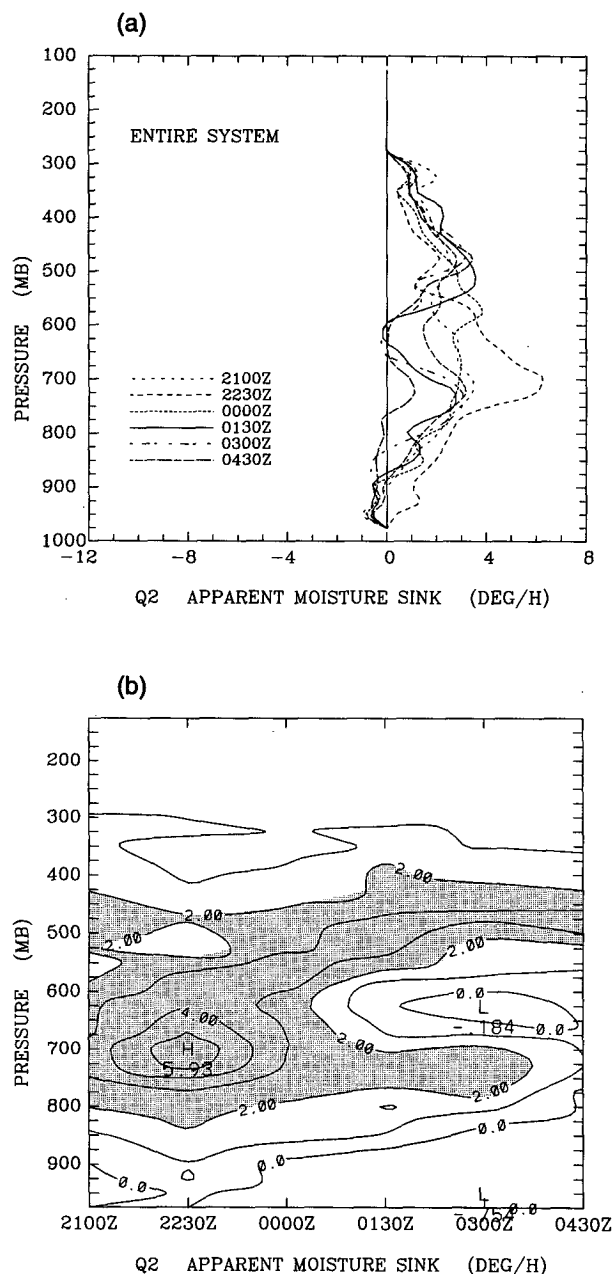 (a)
100
200
300
400
500
600
700
800
900
1000
PRESSURE (MB)
ENTIRE SYSTEM
2100Z
2230Z
0000Z
0130Z
0300Z
0430Z
-12 -8 -4 0 4 8
Q2 APPARENT MOISTURE SINK (DEG/H)
(b)
200
300
400
500
600
700
800
900
PRESSURE (MB)
2.00
2.00
2.00
2.00
0.0
4.00
L
-.184 0.0
H
5.93
2.00
2.00
2.00
0.0
0.0
0.0
L
0.0
2100Z 2230Z 0000Z 0130Z 0300Z 0430Z
Q2 APPARENT MOISTURE SINK (DEG/H)